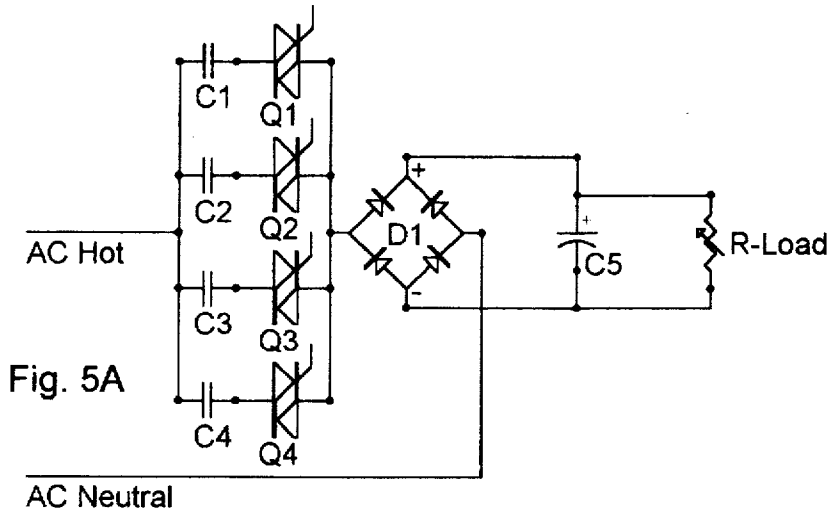 C1
Q1
C2
Q2
+
D1
-
AC Hot
+
C5
R-Load
C3
Q3
Fig. 5A
C4
Q4
AC Neutral